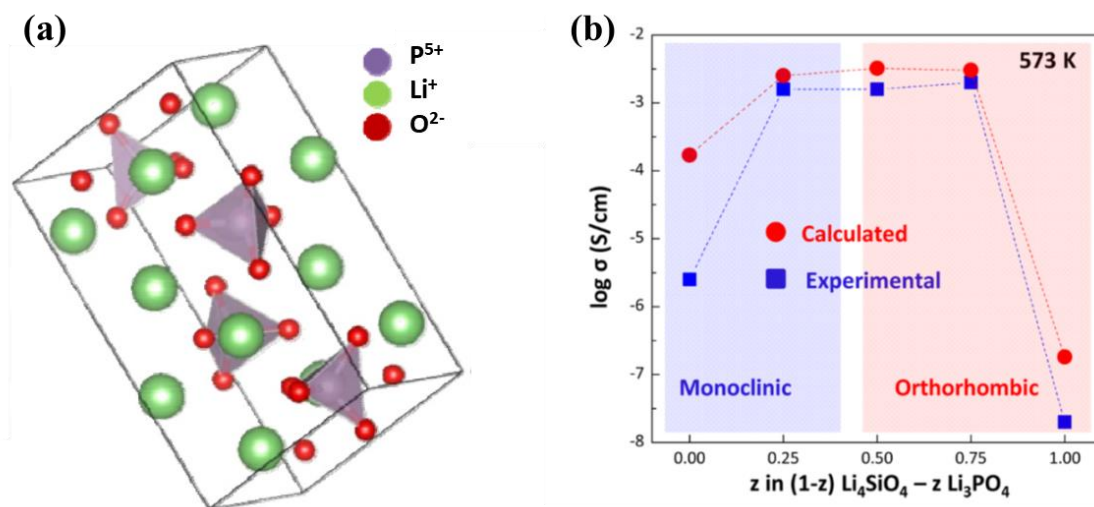 (a)
P⁵⁺
Li⁺
O²⁻
(b)
573 K
-2
-3
-4
-5
-6
-7
-8
log σ (S/cm)
Calculated
Experimental
Monoclinic
Orthorhombic
0.00 0.25 0.50 0.75 1.00
z in (1-z) Li₄SiO₄ – z Li₃PO₄